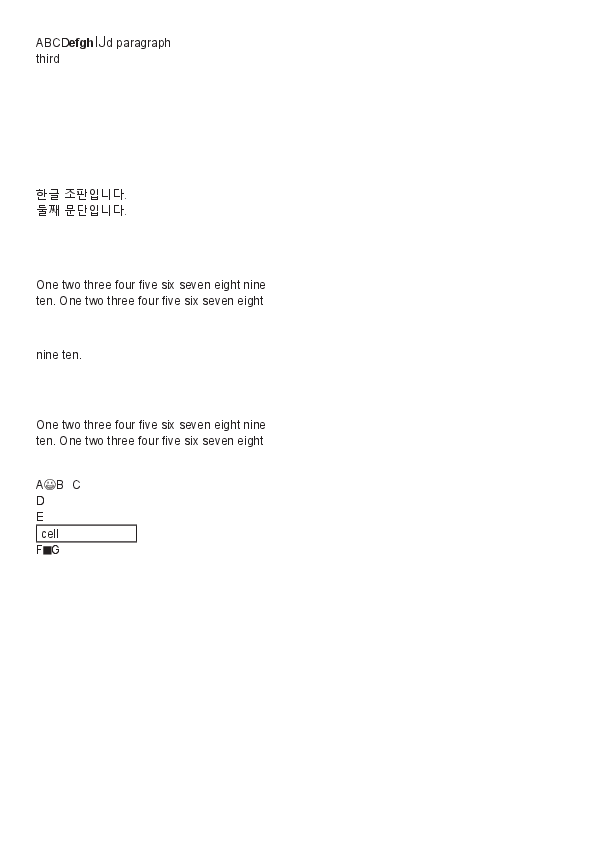 ABCDefghIJd paragraph
third
한글 조판입니다.
둘째 문단입니다.
One two three four five six seven eight nine
ten. One two three four five six seven eight
nine ten.
One two three four five six seven eight nine
ten. One two three four five six seven eight
A😀B C
D
E
cell
F■G